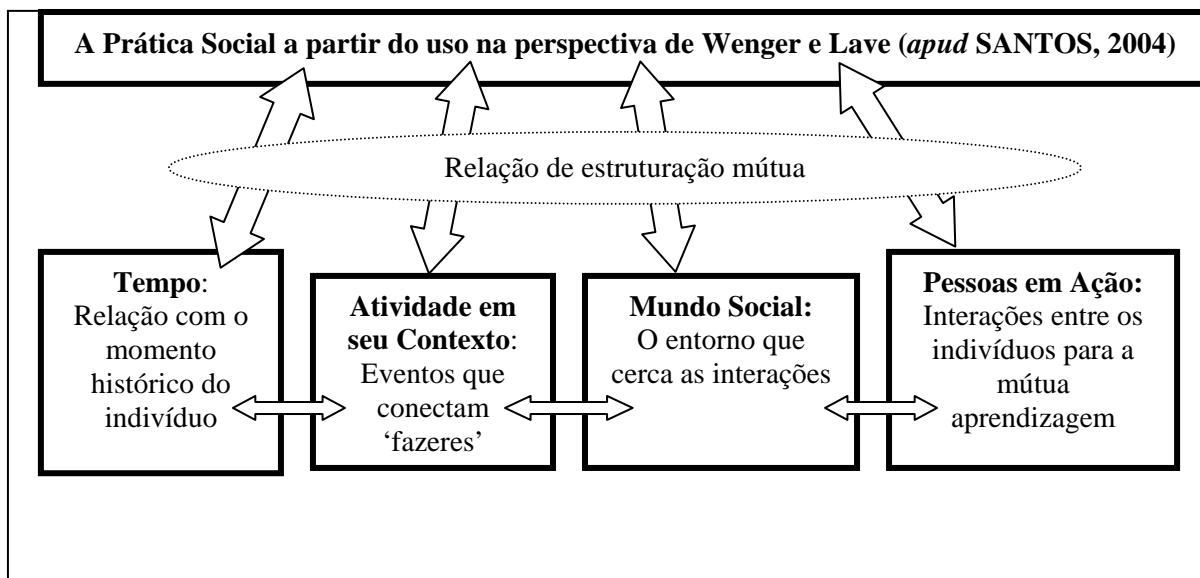 A Prática Social a partir do uso na perspectiva de Wenger e Lave (apud SANTOS, 2004)
Relação de estruturação mútua
Tempo:
Relação com o
momento
histórico do
indivíduo
Atividade em
seu Contexto:
Eventos que
conectam
‘fazeres’
Mundo Social:
O entorno que
cerca as interações
Pessoas em Ação:
Interações entre os
indivíduos para a
mútua
aprendizagem